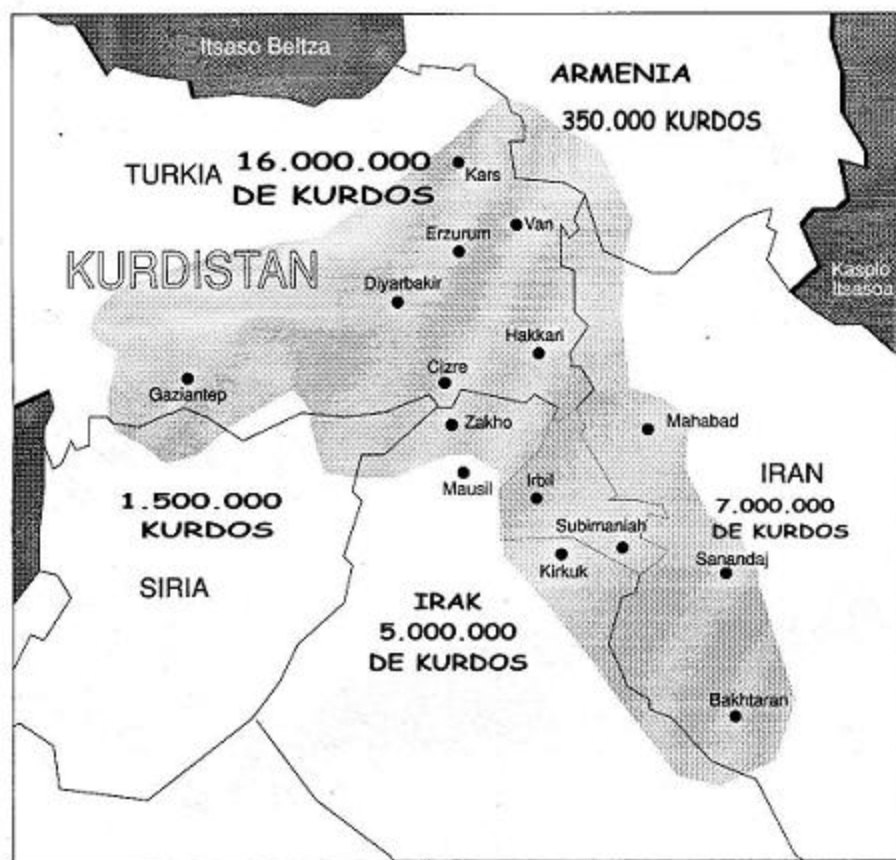 Itsaso Beltza
ARMENIA
350.000 KURDOS
TURKIA
16.000.000
DE KURDOS
Kars
Van
Erzurum
KURDISTAN
Kaspio
Itsasoa
Diyarbakir
Hakkari
Cizre
Gaziantep
Zakho
Mahabad
Mausil
Irbil
IRAN
7.000.000
DE KURDOS
1.500.000
KURDOS
Subimaniah
Kirkuk
Sanandaj
SIRIA
IRAK
5.000.000
DE KURDOS
Bakhtaran